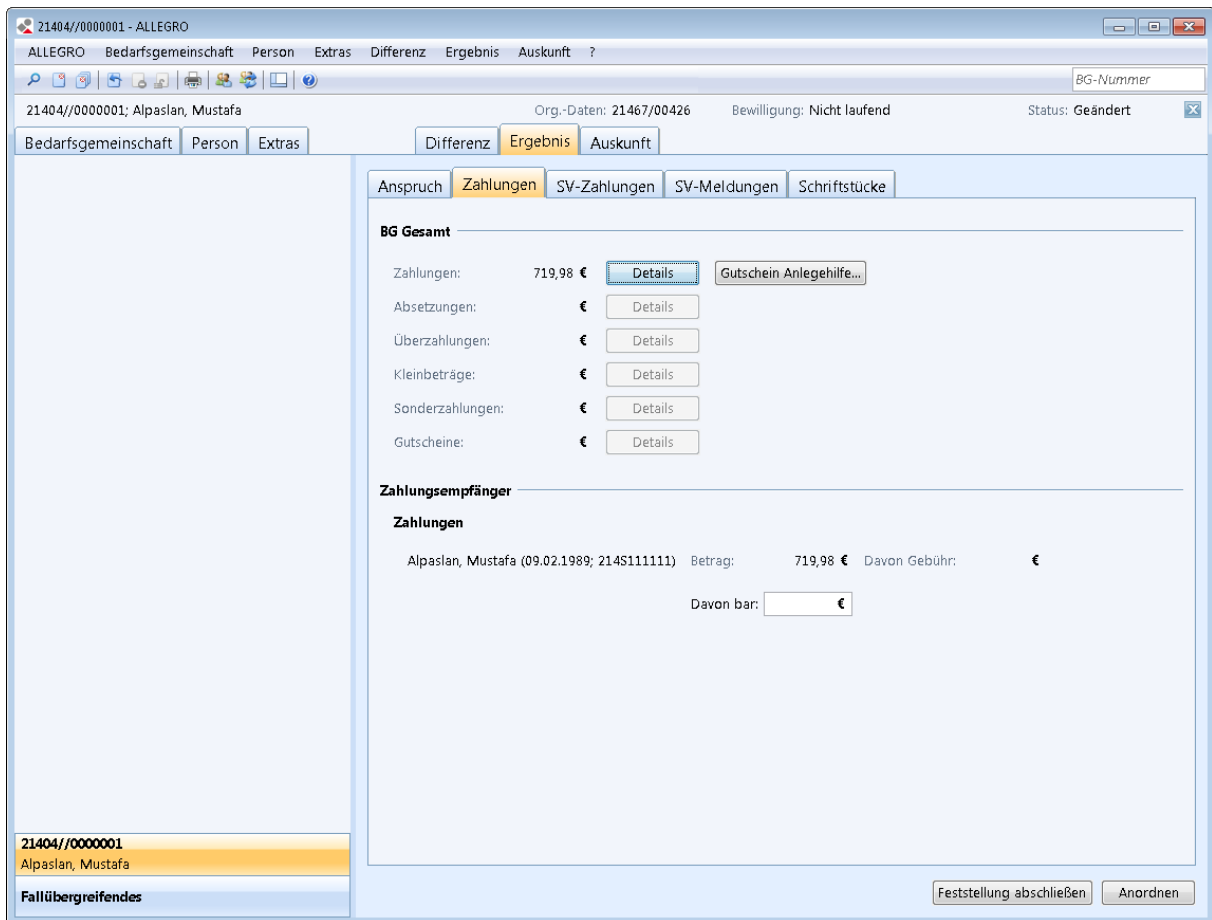 21404//0000001 - ALLEGRO
ALLEGRO Bedarfsgemeinschaft Person Extras Differenz Ergebnis Auskunft ?
BG-Nummer
21404//0000001; Alpaslan, Mustafa Org.-Daten: 21467/00426 Bewilligung: Nicht laufend Status: Geändert
Bedarfsgemeinschaft Person Extras Differenz Ergebnis Auskunft
Anspruch Zahlungen SV-Zahlungen SV-Meldungen Schriftstücke
BG Gesamt
Zahlungen: 719,98 € Details Gutschein Anlegehilfe...
Absetzungen: € Details
Überzahlungen: € Details
Kleinbeträge: € Details
Sonderzahlungen: € Details
Gutscheine: € Details
Zahlungsempfänger
Zahlungen
Alpaslan, Mustafa (09.02.1989; 214S111111) Betrag: 719,98 € Davon Gebühr: €
Davon bar: €
21404//0000001
Alpaslan, Mustafa
Fallübergreifendes
Feststellung abschließen Anordnen